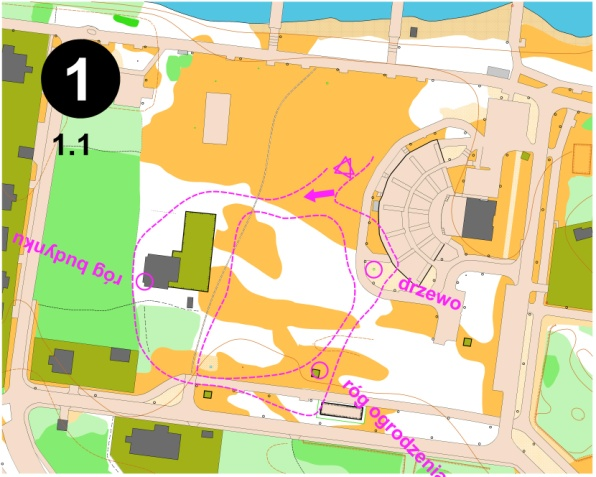 1
1.1
róg budynku
drzewo
róg ogrodzenia